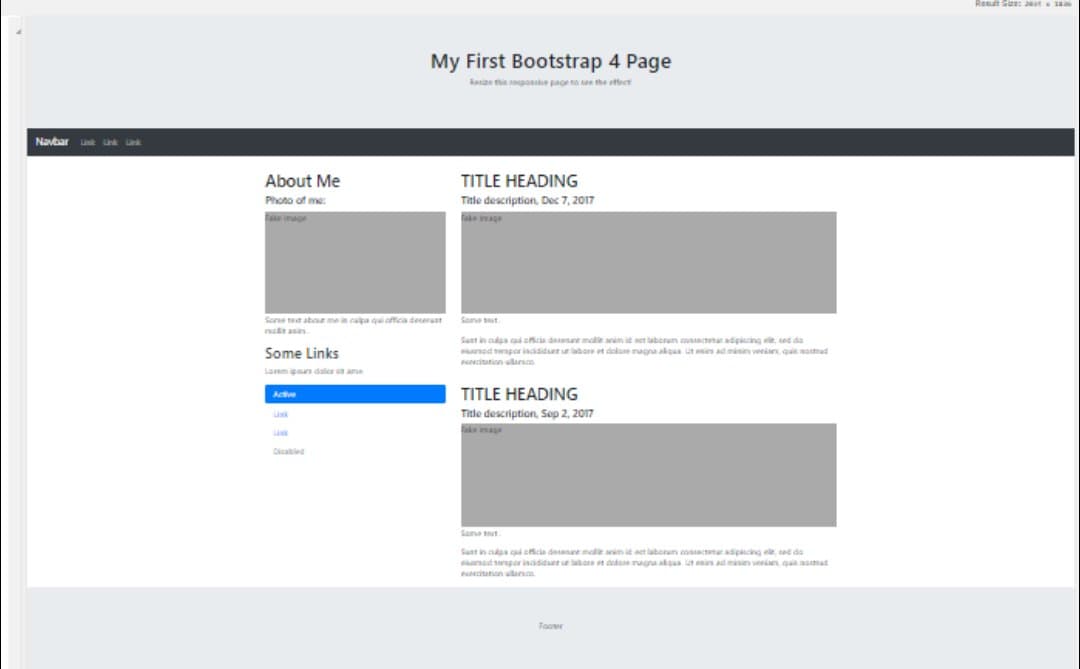 Result Size:
My First Bootstrap 4 Page
Resize this responsive page to see the effect!
Navbar Link Link Link
About Me
Photo of me:
Fake Image
Some text about me in culpa qui officia deserunt
mollit anim..
Some Links
Lorem ipsum dolor sit ame.
Active
Link
Link
Disabled
TITLE HEADING
Title description, Dec 7, 2017
Fake Image
Some text..
Sunt in culpa qui officia deserunt mollit anim id est laborum consectetur adipiscing elit, sed do
eiusmod tempor incididunt ut labore et dolore magna aliqua. Ut enim ad minim veniam, quis nostrud
exercitation ullamco.
TITLE HEADING
Title description, Sep 2, 2017
Fake Image
Some text..
Sunt in culpa qui officia deserunt mollit anim id est laborum consectetur adipiscing elit, sed do
eiusmod tempor incididunt ut labore et dolore magna aliqua. Ut enim ad minim veniam, quis nostrud
exercitation ullamco.
Footer